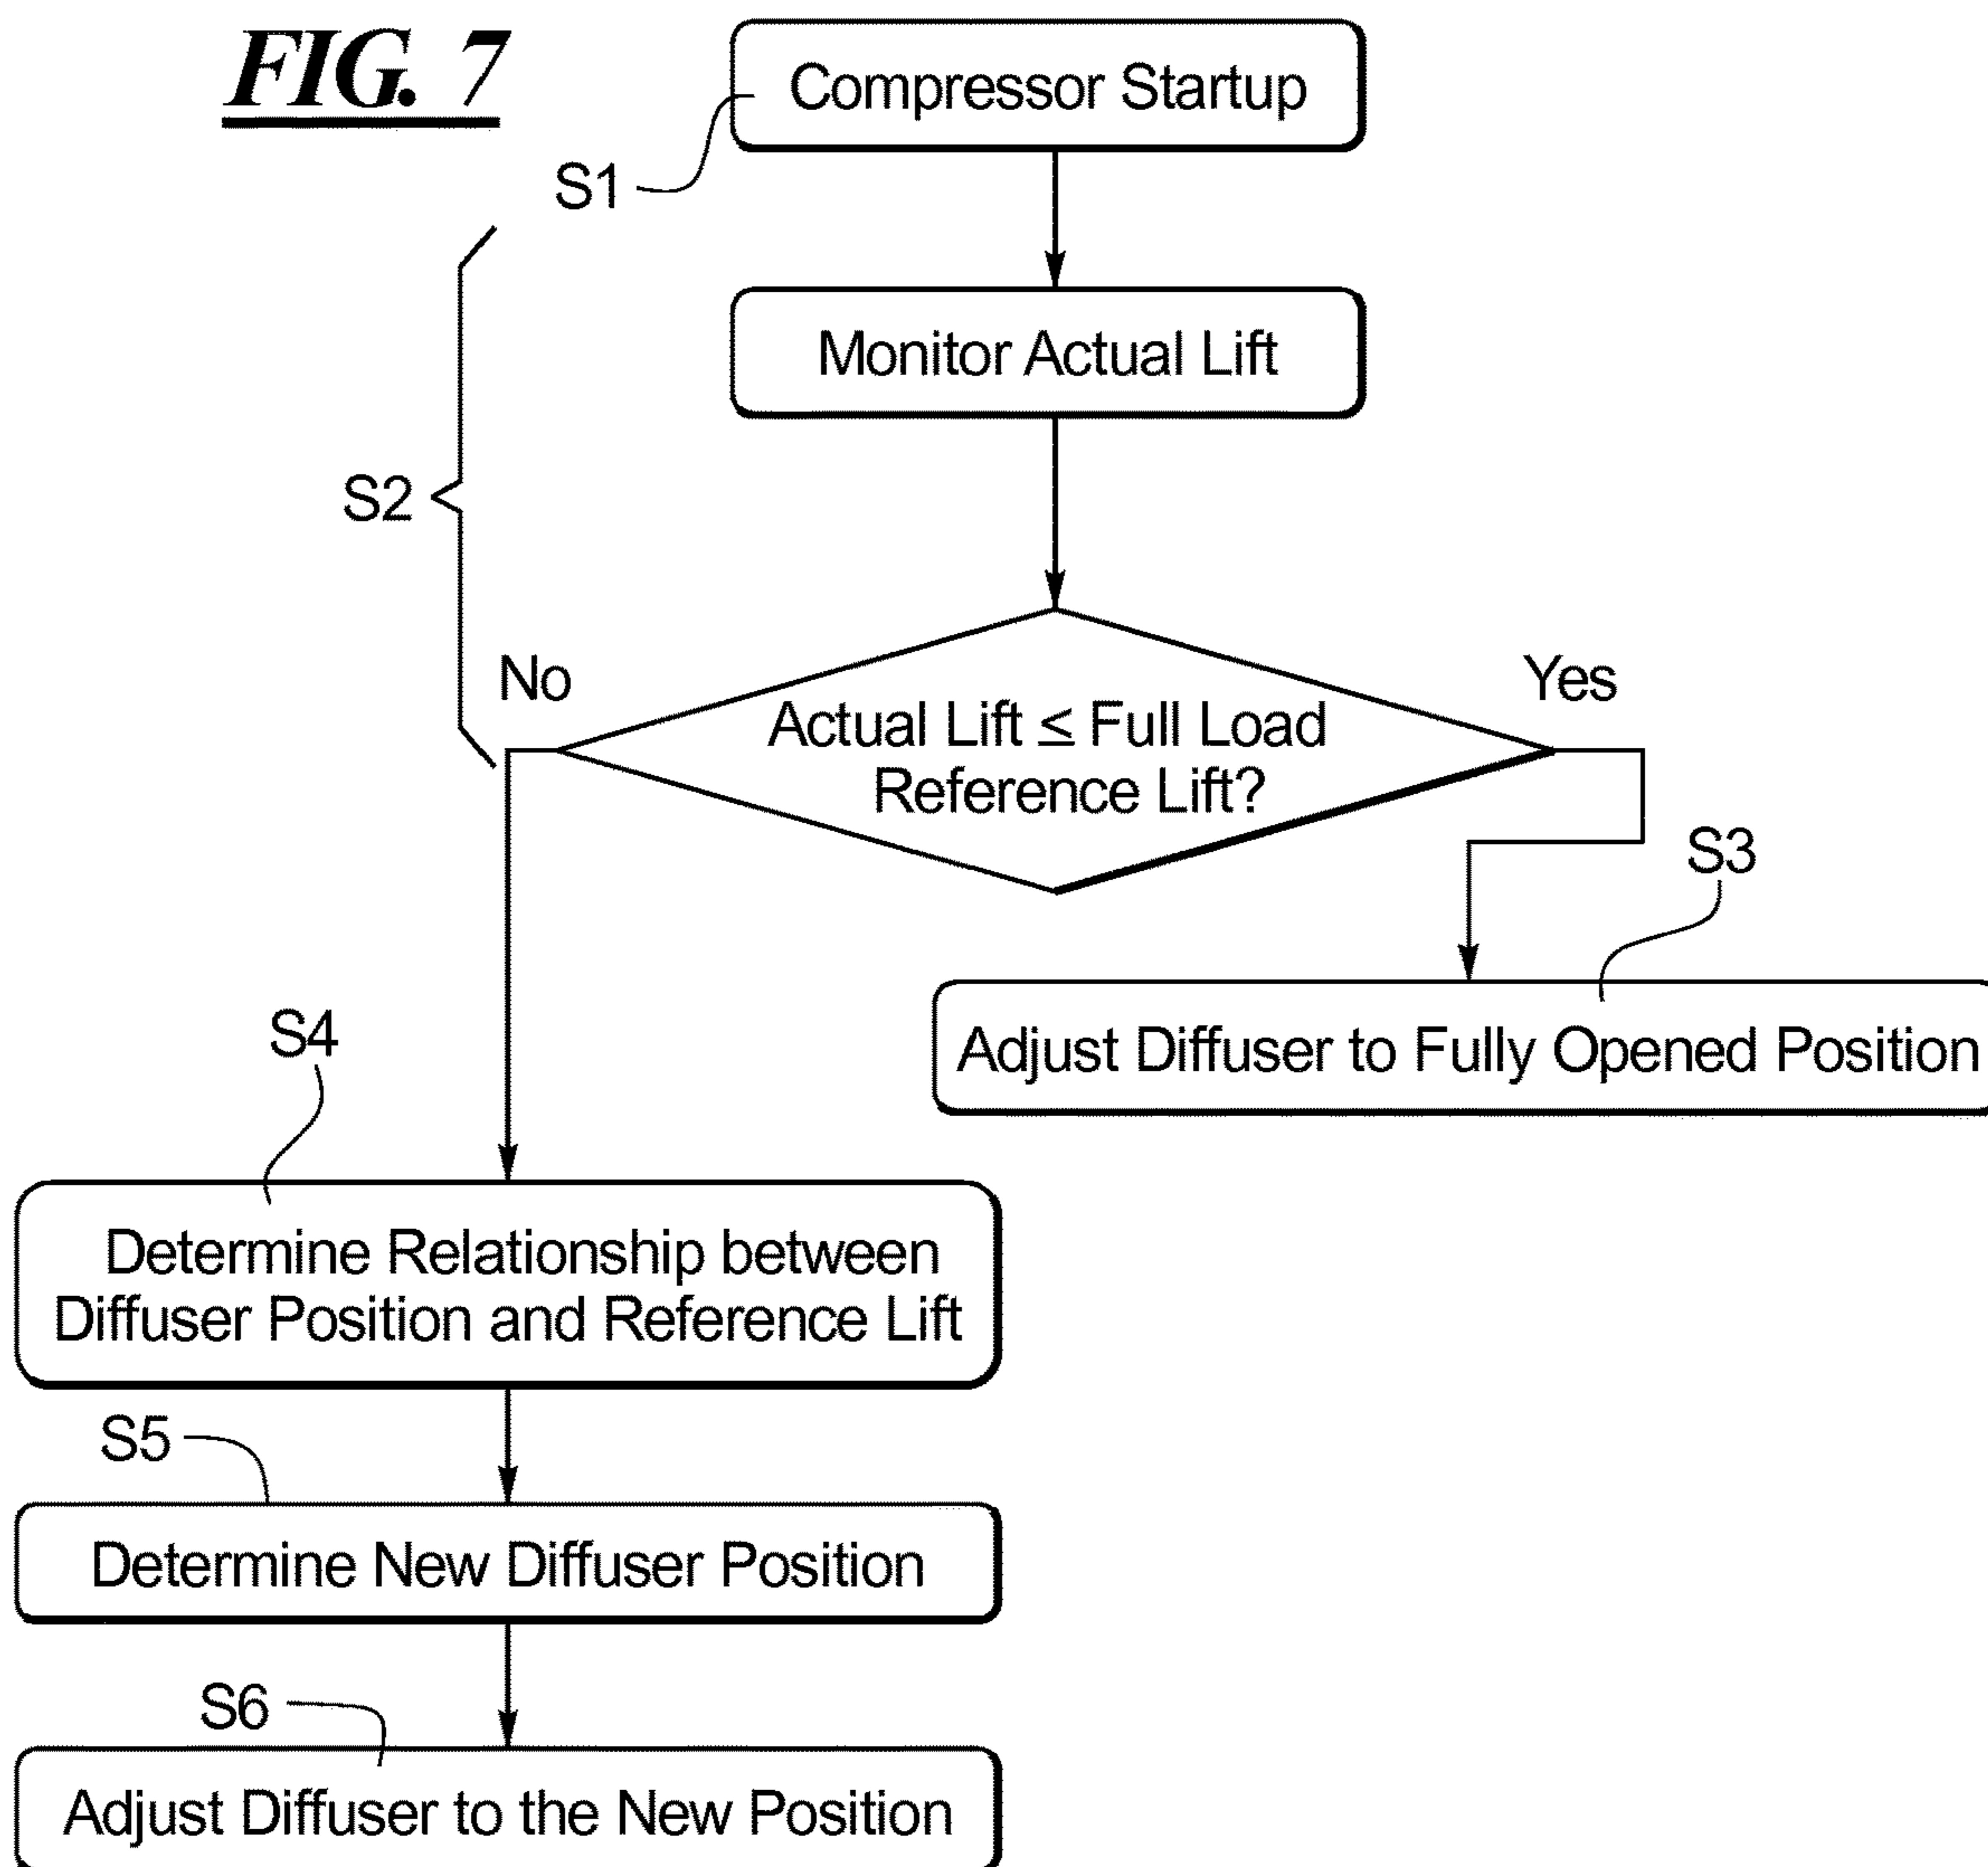 FIG. 7
Compressor Startup
S1
Monitor Actual Lift
S2
No
Yes
Actual Lift ≤ Full Load
Reference Lift?
S3
Adjust Diffuser to Fully Opened Position
S4
Determine Relationship between
Diffuser Position and Reference Lift
S5
Determine New Diffuser Position
S6
Adjust Diffuser to the New Position